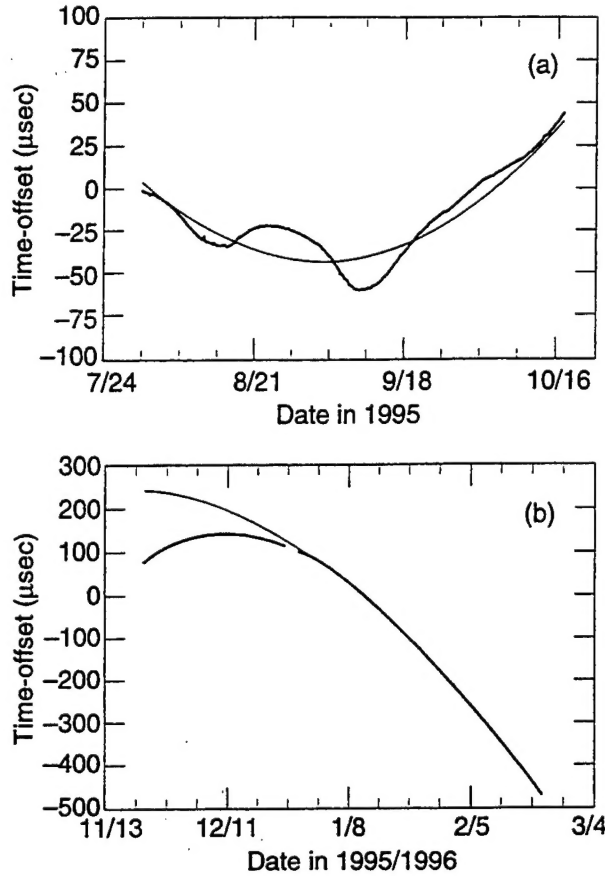 100
(a)
75
50
25
0
−25
−50
−75
−100
Time-offset (μsec)
7/24 8/21 9/18 10/16
Date in 1995
300
(b)
200
100
0
−100
−200
−300
−400
−500
Time-offset (μsec)
11/13 12/11 1/8 2/5 3/4
Date in 1995/1996